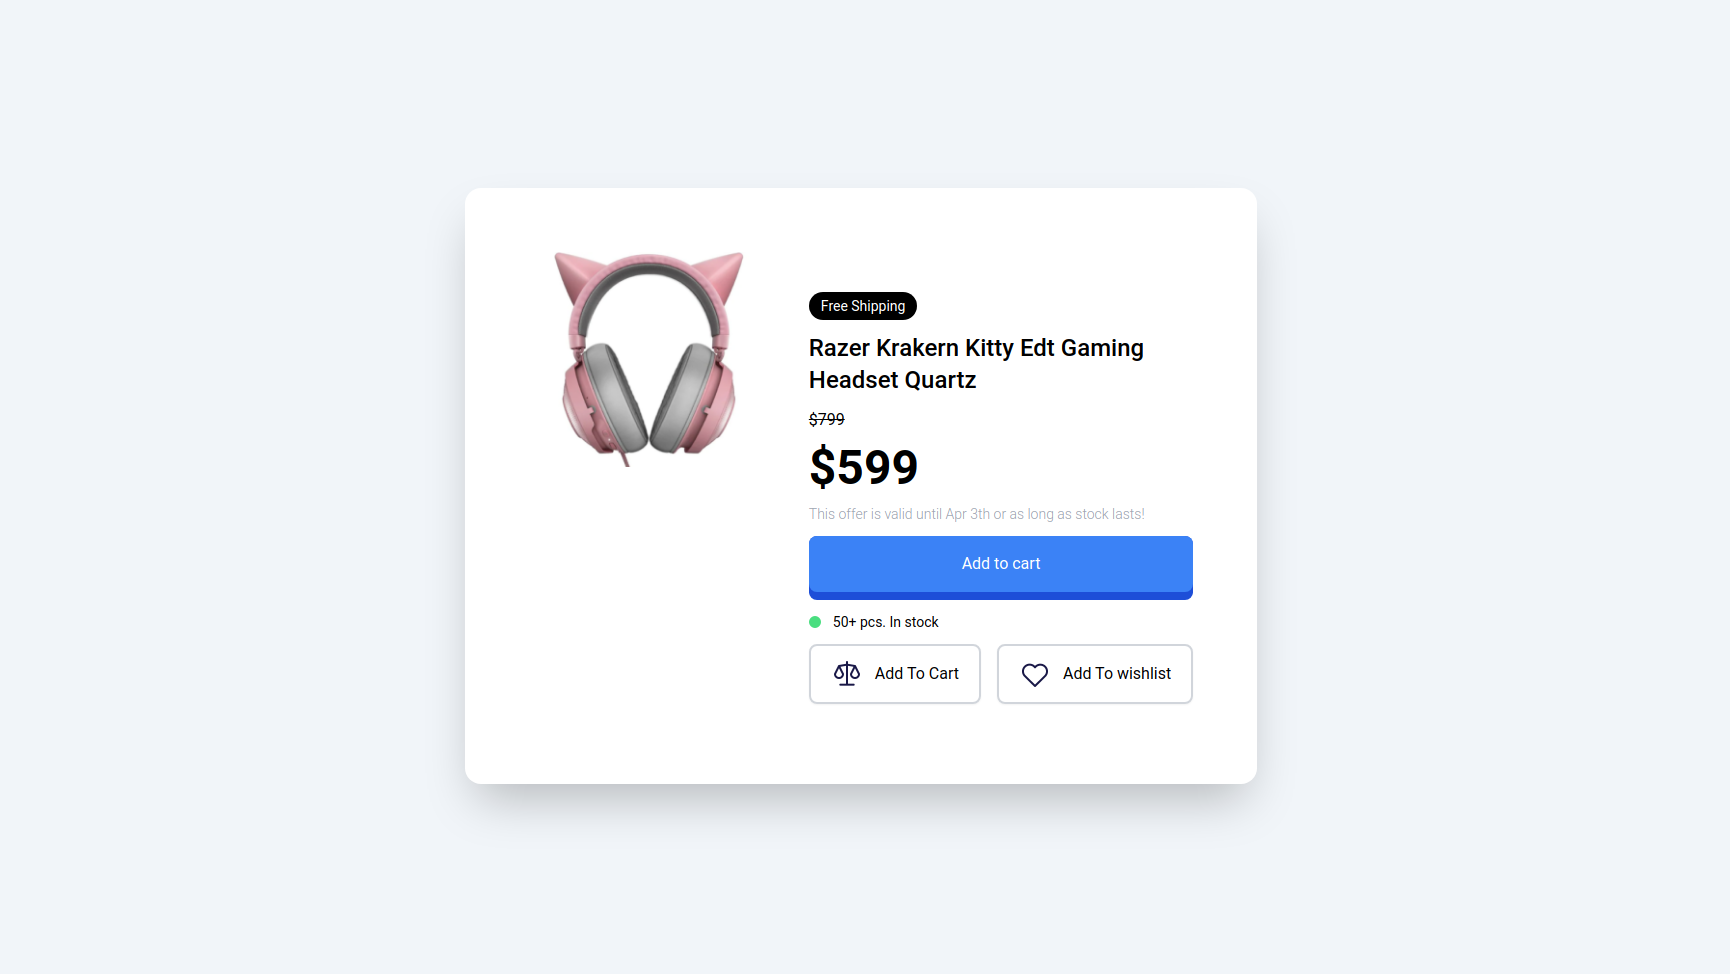 Free Shipping
Razer Krakern Kitty Edt Gaming
Headset Quartz
$799
$599
This offer is valid until Apr 3th or as long as stock lasts!
Add to cart
50+ pcs. In stock
Add To Cart
Add To wishlist